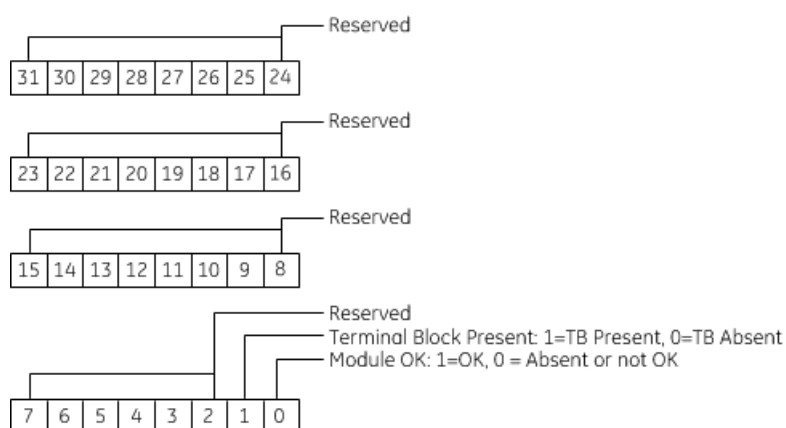 Reserved
31 30 29 28 27 26 25 24
Reserved
23 22 21 20 19 18 17 16
Reserved
15 14 13 12 11 10 9 8
Reserved
Terminal Block Present: 1=TB Present, 0=TB Absent
Module OK: 1=OK, 0 = Absent or not OK
7 6 5 4 3 2 1 0